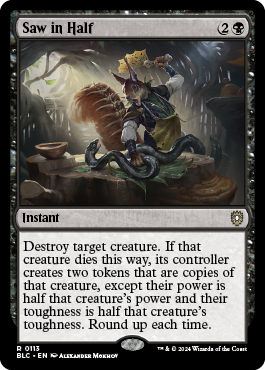 Saw in Half 2
Instant
Destroy target creature. If that
creature dies this way, its controller
creates two tokens that are copies of
that creature, except their power is
half that creature's power and their
toughness is half that creature's
toughness. Round up each time.
R 0113
BLC • EN Alexander Mokhov ™ & © 2024 Wizards of the Coast